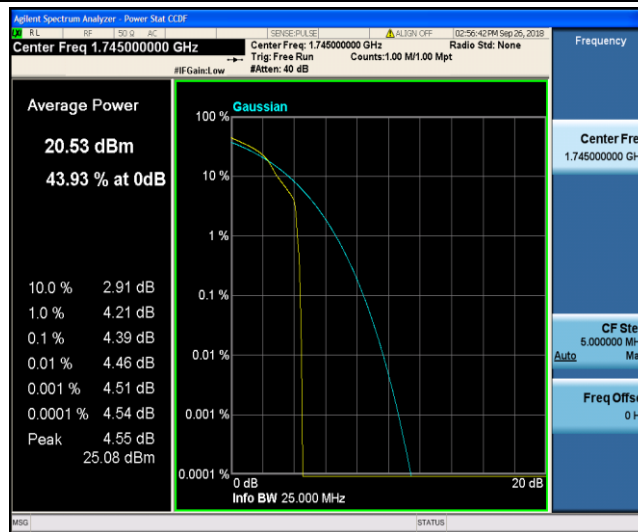 Agilent Spectrum Analyzer - Power Stat CCDF
RL RF 50 Ω AC SENSE:PULSE ALIGN OFF 02:56:42 PM Sep 26, 2018
Center Freq 1.745000000 GHz
Center Freq: 1.745000000 GHz Radio Std: None
Trig: Free Run Counts:1.00 M/1.00 Mpt
#IFGain:Low #Atten: 40 dB
Frequency
Average Power
20.53 dBm
43.93 % at 0dB
10.0 % 2.91 dB
1.0 % 4.21 dB
0.1 % 4.39 dB
0.01 % 4.46 dB
0.001 % 4.51 dB
0.0001 % 4.54 dB
Peak 4.55 dB
25.08 dBm
Gaussian
100 %
10 %
1 %
0.1 %
0.01 %
0.001 %
0.0001 %
0 dB 20 dB
Info BW 25.000 MHz
Center Fre
1.745000000 GH
CF Ste
5.000000 MH
Auto Ma
Freq Offs
0 H
MSG STATUS